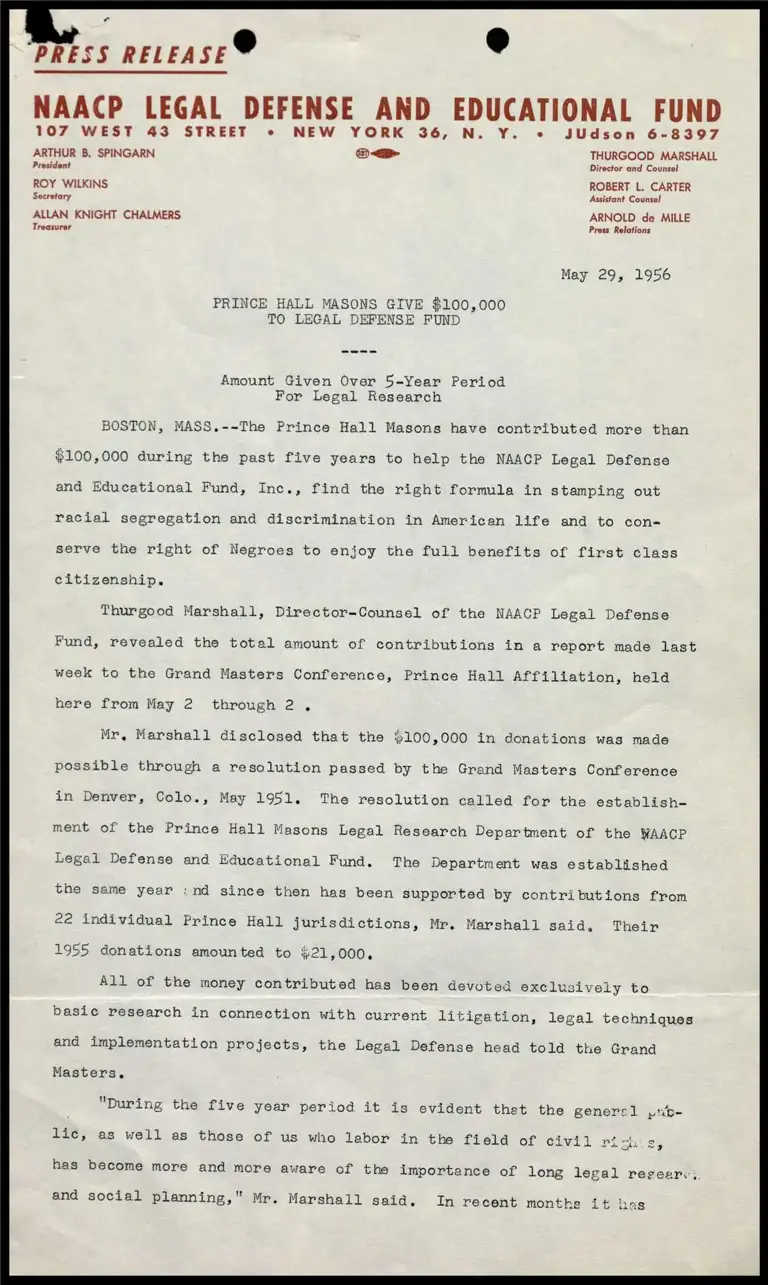 PRESS RELEASE
NAACP LEGAL DEFENSE AND EDUCATIONAL FUND
107 WEST 43 STREET • NEW YORK 36, N. Y. • JUdson 6-8397
ARTHUR B. SPINGARN
President
ROY WILKINS
Secretary
ALLAN KNIGHT CHALMERS
Treasurer
THURGOOD MARSHALL
Director and Counsel
ROBERT L. CARTER
Assistant Counsel
ARNOLD de MILLE
Press Relations
May 29, 1956
PRINCE HALL MASONS GIVE $100,000
TO LEGAL DEFENSE FUND
----
Amount Given Over 5-Year Period
For Legal Research
BOSTON, MASS.--The Prince Hall Masons have contributed more than
$100,000 during the past five years to help the NAACP Legal Defense
and Educational Fund, Inc., find the right formula in stamping out
racial segregation and discrimination in American life and to con-
serve the right of Negroes to enjoy the full benefits of first class
citizenship.
Thurgood Marshall, Director-Counsel of the NAACP Legal Defense
Fund, revealed the total amount of contributions in a report made last
week to the Grand Masters Conference, Prince Hall Affiliation, held
here from May 2 through 2 .
Mr. Marshall disclosed that the $100,000 in donations was made
possible through a resolution passed by the Grand Masters Conference
in Denver, Colo., May 1951. The resolution called for the establish-
ment of the Prince Hall Masons Legal Research Department of the NAACP
Legal Defense and Educational Fund. The Department was established
the same year and since then has been supported by contributions from
22 individual Prince Hall jurisdictions, Mr. Marshall said. Their
1955 donations amounted to $21,000.
All of the money contributed has been devoted exclusively to
basic research in connection with current litigation, legal techniques
and implementation projects, the Legal Defense head told the Grand
Masters.
"During the five year period it is evident that the general pub-
lic, as well as those of us who labor in the field of civil rights,
has become more and more aware of the importance of long legal research
and social planning," Mr. Marshall said. In recent months it has